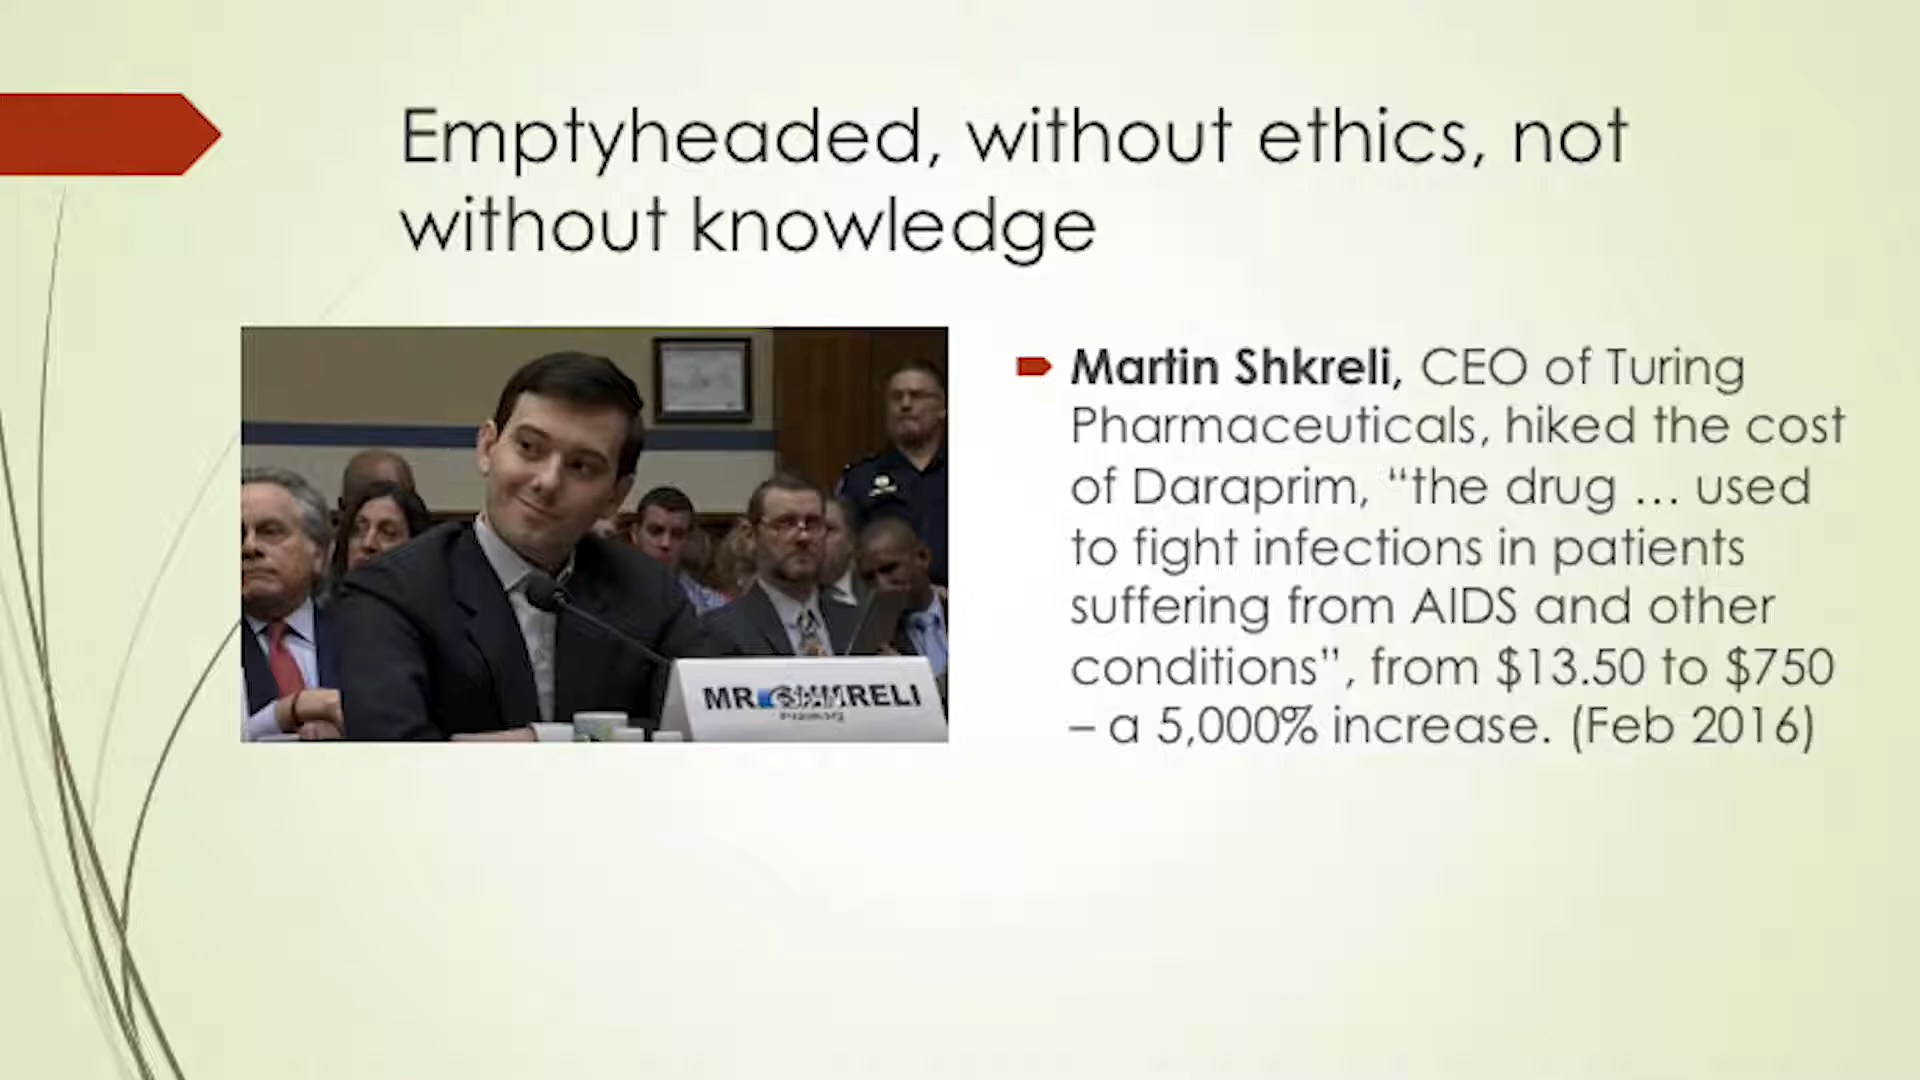 Emptyheaded, without ethics, not
without knowledge
Martin Shkreli, CEO of Turing
Pharmaceuticals, hiked the cost
of Daraprim, “the drug … used
to fight infections in patients
suffering from AIDS and other
conditions”, from $13.50 to $750
– a 5,000% increase. (Feb 2016)
MR.
RELI